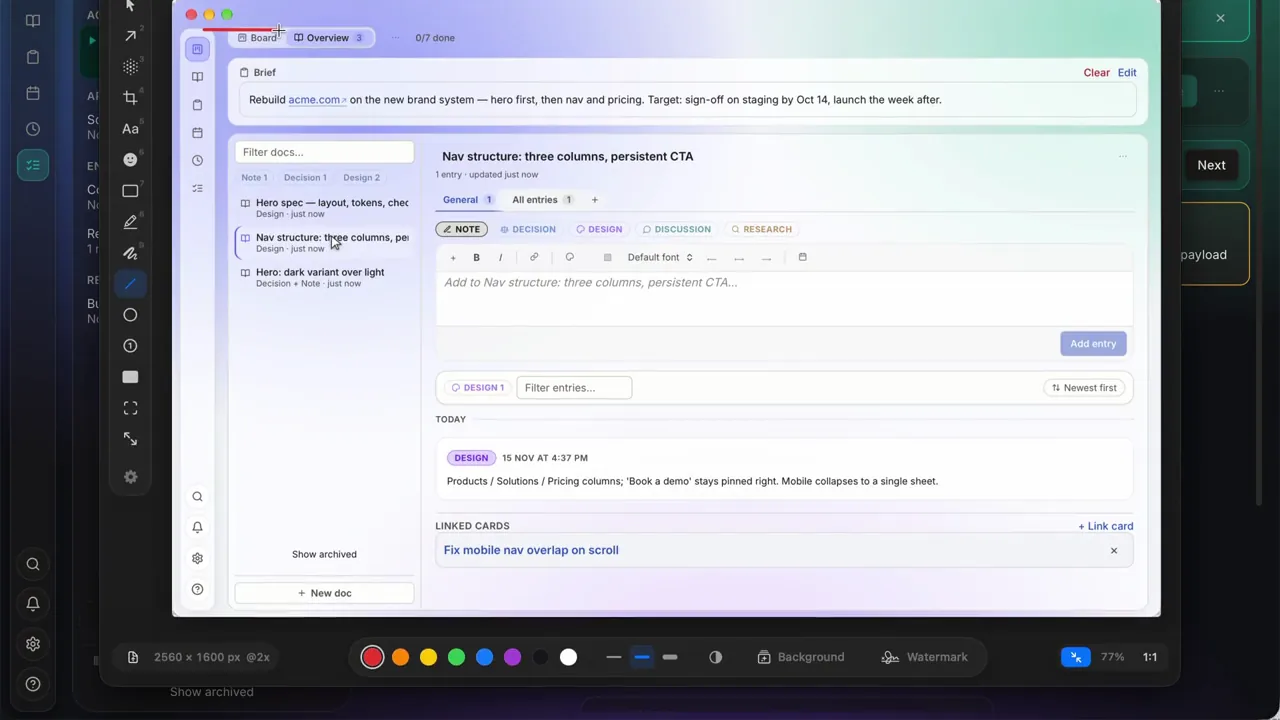 Board
Overview 3
0/7 done
Brief
Clear
Edit
Rebuild acme.com on the new brand system — hero first, then nav and pricing. Target: sign-off on staging by Oct 14, launch the week after.
Filter docs...
Note 1
Decision 1
Design 2
Hero spec — layout, tokens, chec
Design · just now
Nav structure: three columns, per
Design · just now
Hero: dark variant over light
Decision + Note · just now
Show archived
+ New doc
Nav structure: three columns, persistent CTA
1 entry · updated just now
General 1
All entries 1
+
NOTE
DECISION
DESIGN
DISCUSSION
RESEARCH
+ B I
Default font
Add to Nav structure: three columns, persistent CTA...
Add entry
DESIGN 1
Filter entries...
Newest first
TODAY
DESIGN
15 NOV AT 4:37 PM
Products / Solutions / Pricing columns; 'Book a demo' stays pinned right. Mobile collapses to a single sheet.
LINKED CARDS
+ Link card
Fix mobile nav overlap on scroll
Aa
2560 × 1600 px @2x
Background
Watermark
77%
1:1
Show archived
Next
payload